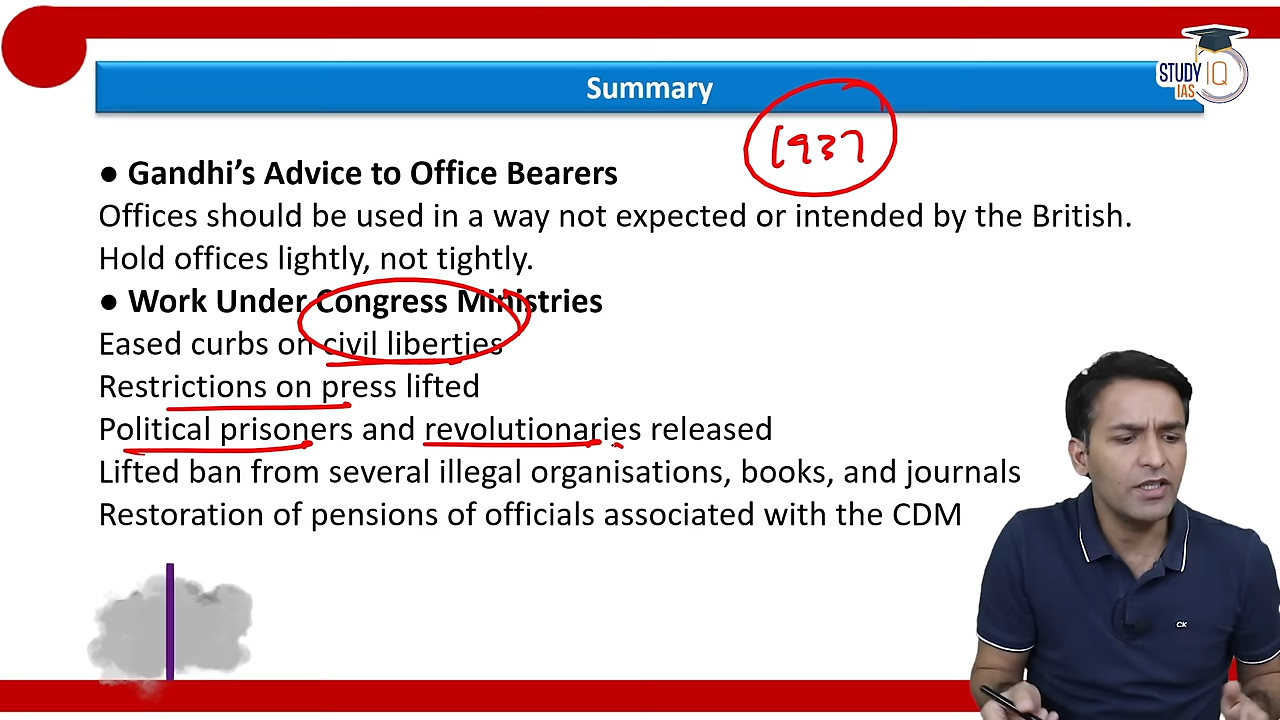 STUDY IQ
IAS
Summary
1937
● Gandhi’s Advice to Office Bearers
Offices should be used in a way not expected or intended by the British.
Hold offices lightly, not tightly.
● Work Under Congress Ministries
Eased curbs on civil liberties
Restrictions on press lifted
Political prisoners and revolutionaries released
Lifted ban from several illegal organisations, books, and journals
Restoration of pensions of officials associated with the CDM
CK